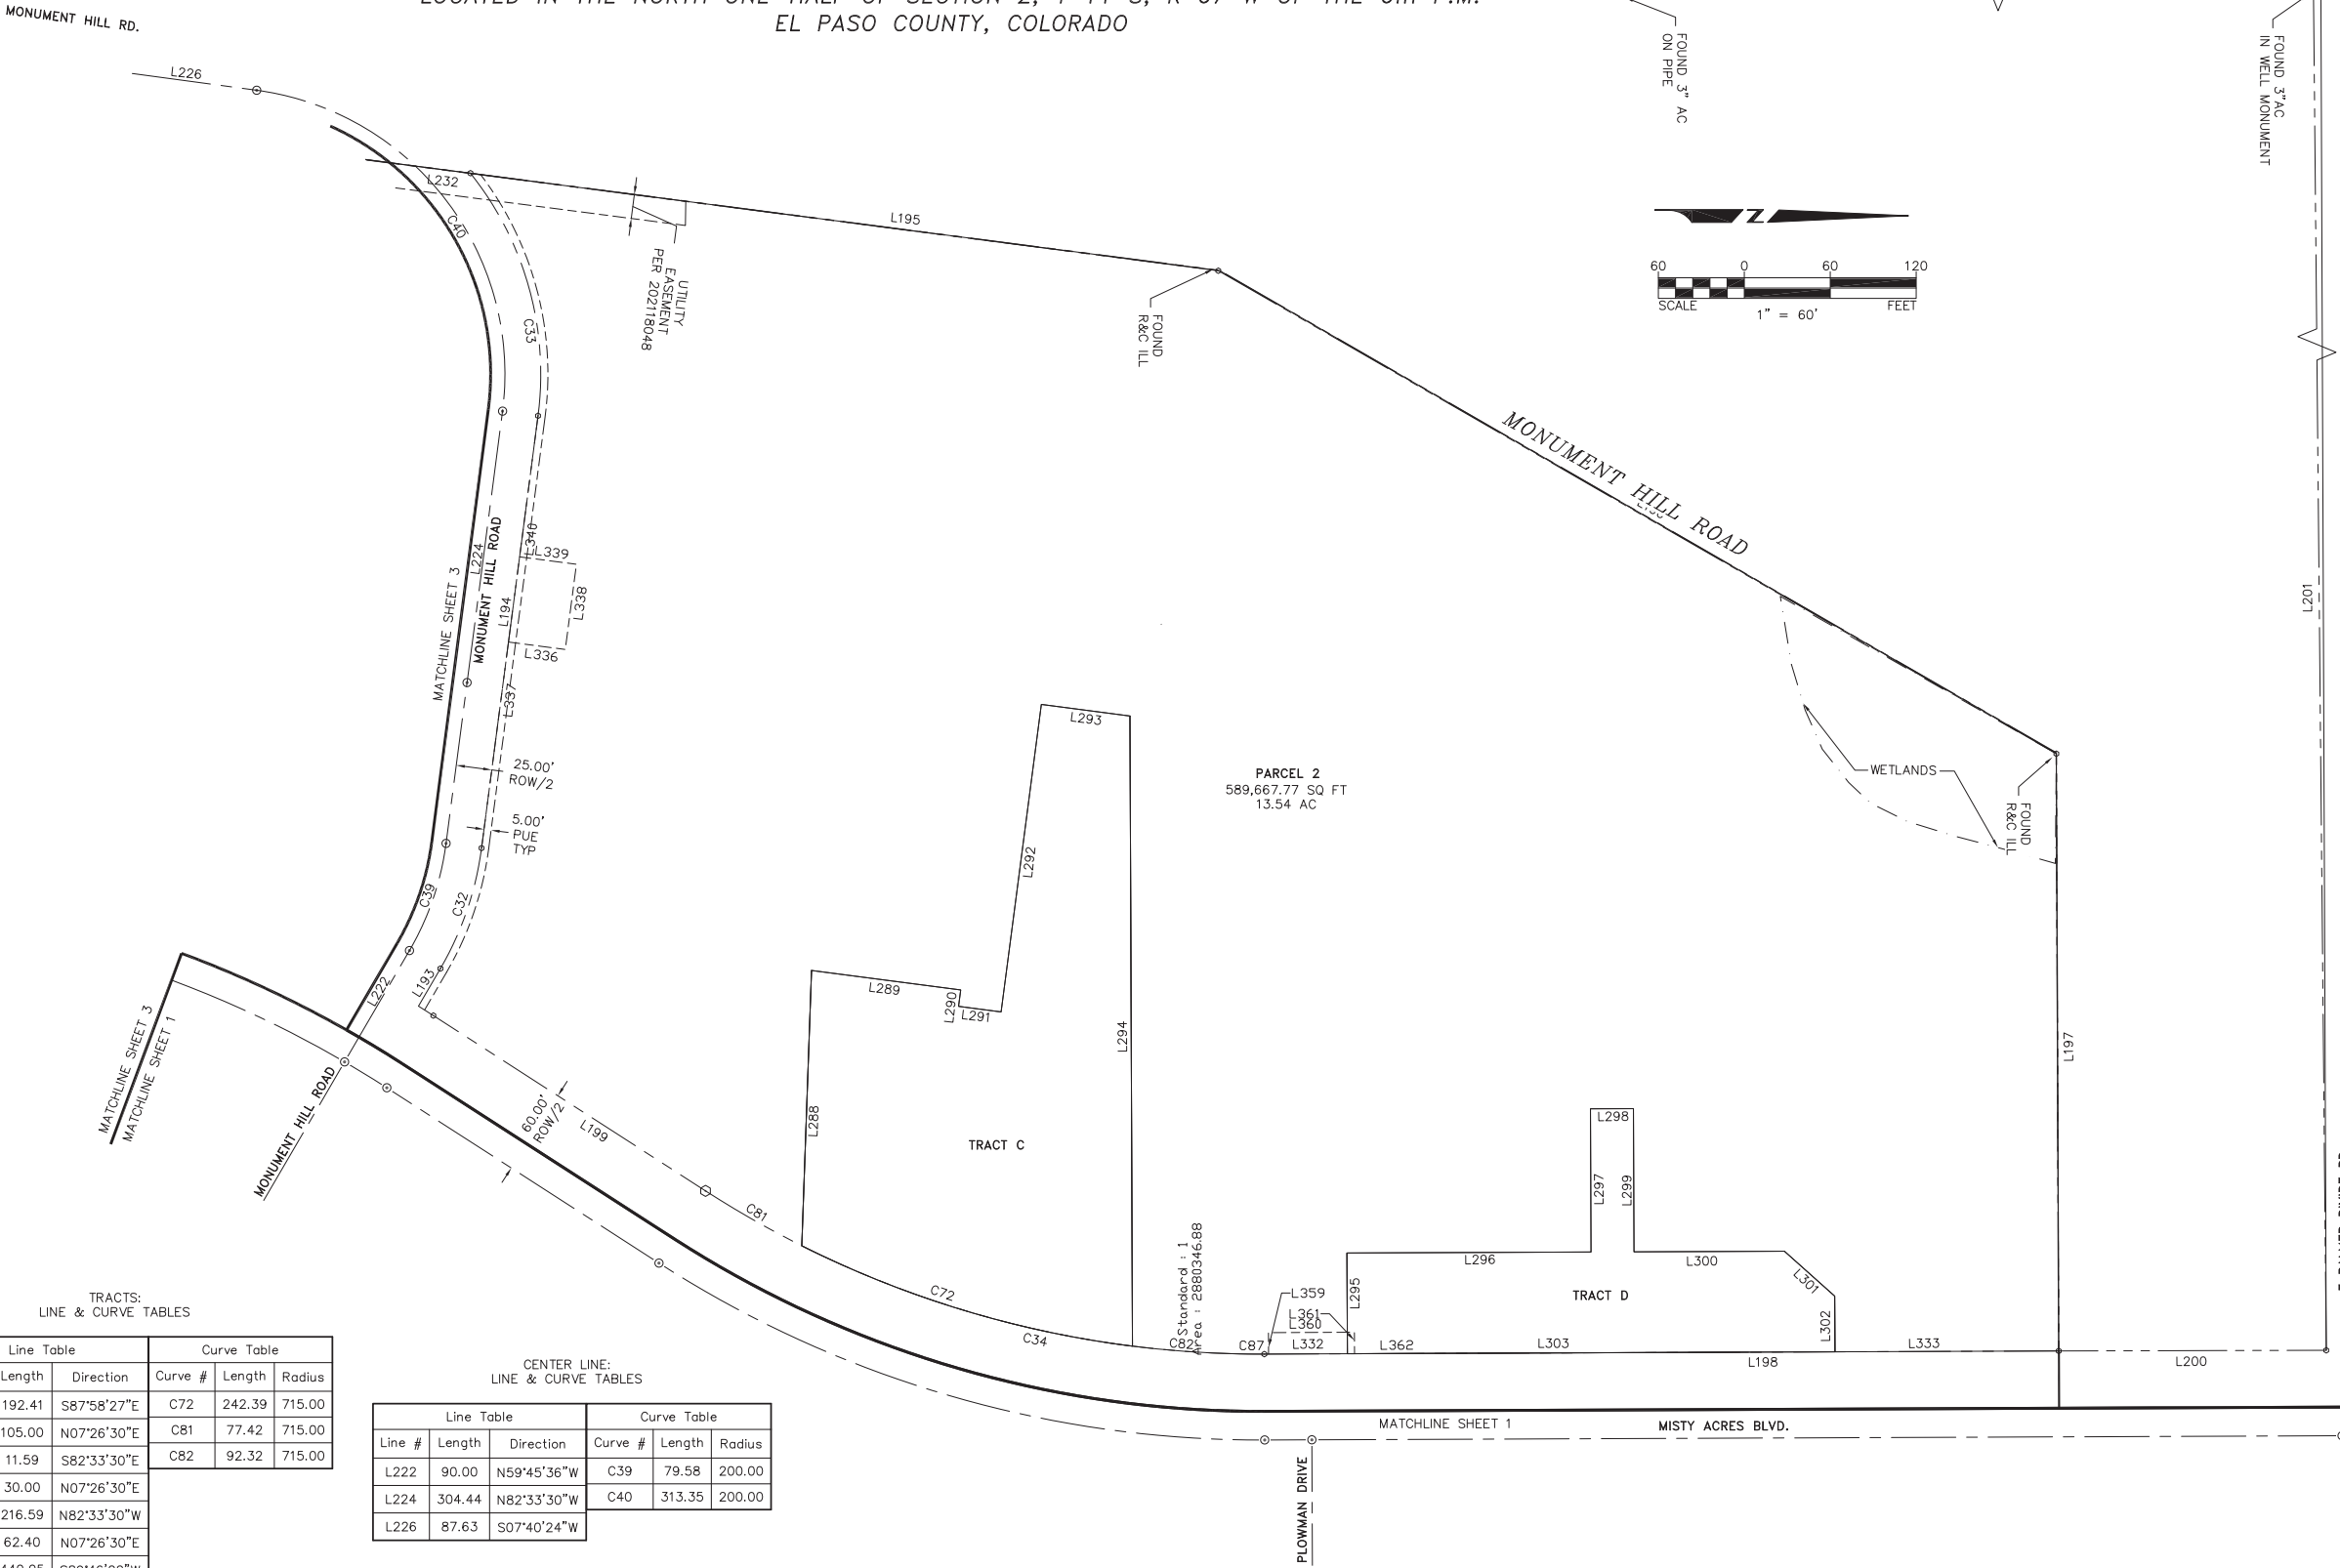 EL PASO COUNTY, COLORADO
MONUMENT HILL RD.
L226
FOUND 3" AC
ON PIPE
FOUND 3"AC
IN WELL MONUMENT
L232
C40
L195
C33
UTILITY
EASEMENT
PER 202118048
FOUND
R&C ILL
60 0 60 120
SCALE FEET
1" = 60'
MONUMENT HILL ROAD
L201
MATCHLINE SHEET 3
L224
MONUMENT HILL ROAD
L340
L339
L338
L194
L336
L337
25.00'
ROW/2
5.00'
PUE
TYP
C39
C32
L193
L222
L293
L292
L294
PARCEL 2
589,667.77 SQ FT
13.54 AC
WETLANDS
FOUND
R&C ILL
L197
L289
L290
L291
L288
TRACT C
MATCHLINE SHEET 3
MATCHLINE SHEET 1
MONUMENT HILL ROAD
60.00'
ROW/2
L199
C81
C72
C34
Standard : 1
Area : 2880346.88
C82
C87
L359
L361
L360
L332
L362
L295
L296
L297
L298
L299
L300
L301
L302
TRACT D
L303
L198
L333
L200
MATCHLINE SHEET 1
MISTY ACRES BLVD.
PLOWMAN DRIVE
TRACTS:
LINE & CURVE TABLES
Line Table Curve Table
Length Direction Curve # Length Radius
192.41 S87°58'27"E C72 242.39 715.00
105.00 N07°26'30"E C81 77.42 715.00
11.59 S82°33'30"E C82 92.32 715.00
30.00 N07°26'30"E
216.59 N82°33'30"W
62.40 N07°26'30"E
CENTER LINE:
LINE & CURVE TABLES
Line Table Curve Table
Line # Length Direction Curve # Length Radius
L222 90.00 N59°45'36"W C39 79.58 200.00
L224 304.44 N82°33'30"W C40 313.35 200.00
L226 87.63 S07°40'24"W